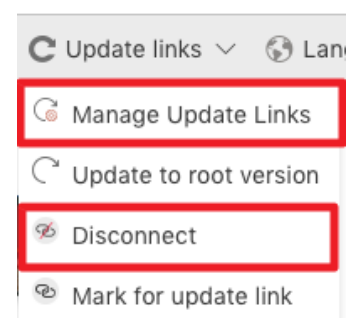 Update links Lan
Manage Update Links
Update to root version
Disconnect
Mark for update link